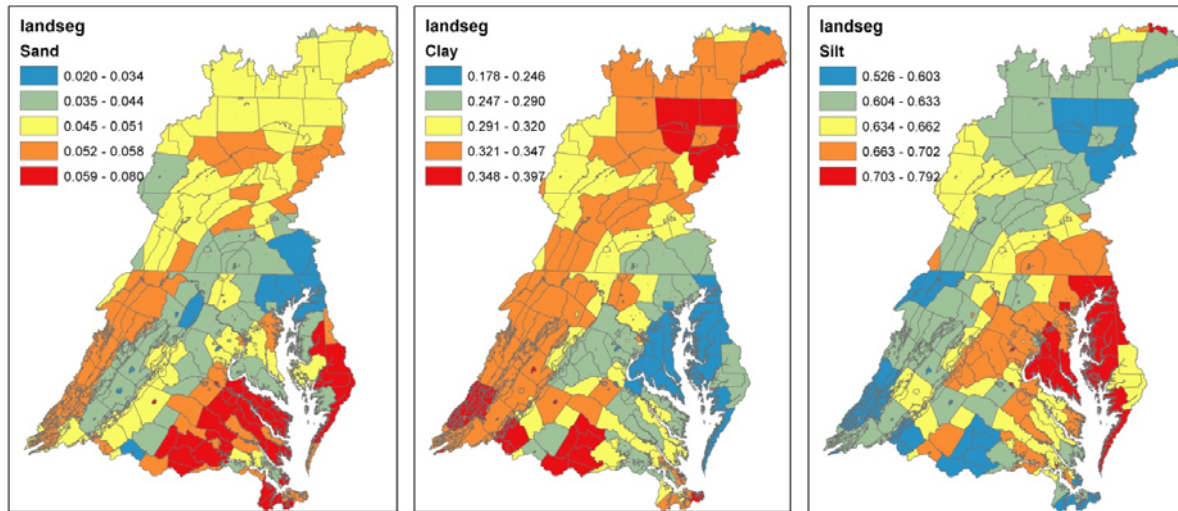 landseg
Sand
0.020 - 0.034
0.035 - 0.044
0.045 - 0.051
0.052 - 0.058
0.059 - 0.080
landseg
Clay
0.178 - 0.246
0.247 - 0.290
0.291 - 0.320
0.321 - 0.347
0.348 - 0.397
landseg
Silt
0.526 - 0.603
0.604 - 0.633
0.634 - 0.662
0.663 - 0.702
0.703 - 0.792